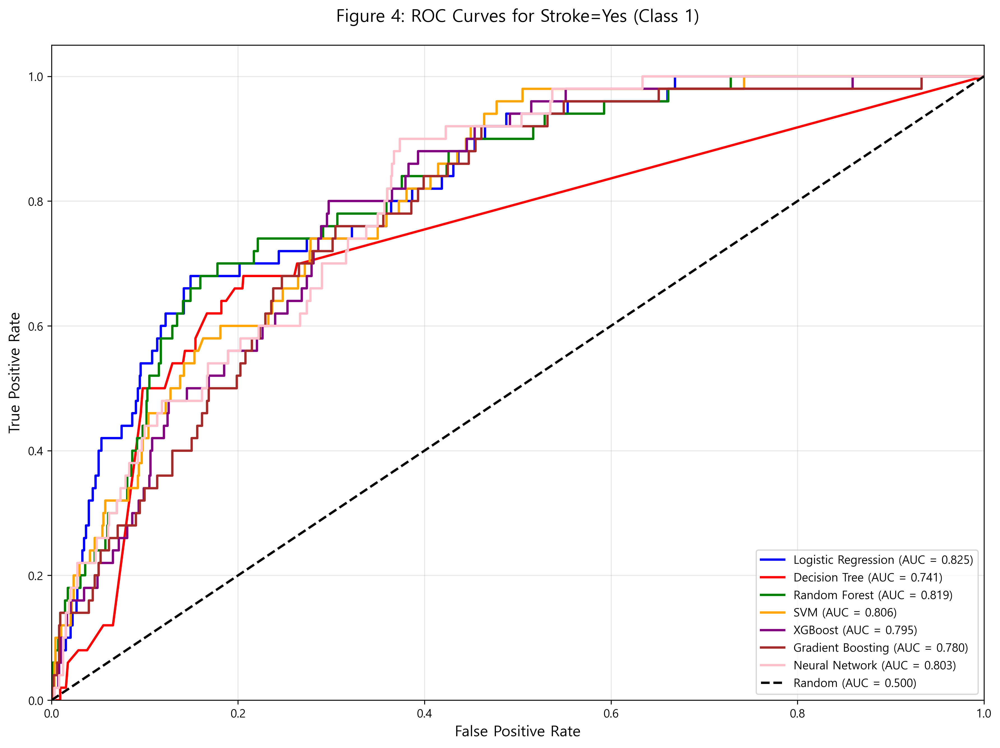 Figure 4: ROC Curves for Stroke=Yes (Class 1)
True Positive Rate
1.0
0.8
0.6
0.4
0.2
0.0
0.0 0.2 0.4 0.6 0.8 1.0
False Positive Rate
Logistic Regression (AUC = 0.825)
Decision Tree (AUC = 0.741)
Random Forest (AUC = 0.819)
SVM (AUC = 0.806)
XGBoost (AUC = 0.795)
Gradient Boosting (AUC = 0.780)
Neural Network (AUC = 0.803)
Random (AUC = 0.500)